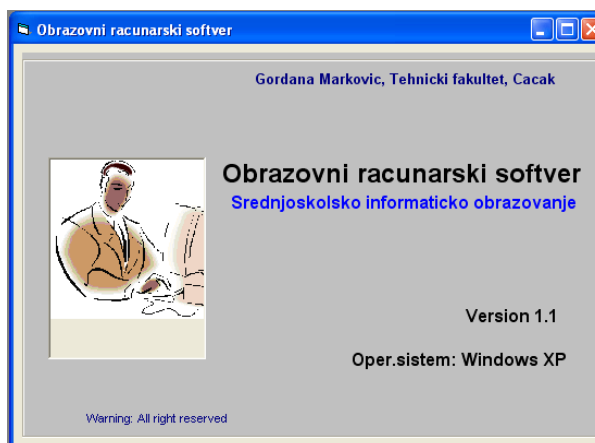 Obrazovni racunarski softver
Gordana Markovic, Tehnicki fakultet, Cacak
Obrazovni racunarski softver
Srednjoskolsko informaticko obrazovanje
Version 1.1
Oper.sistem: Windows XP
Warning: All right reserved